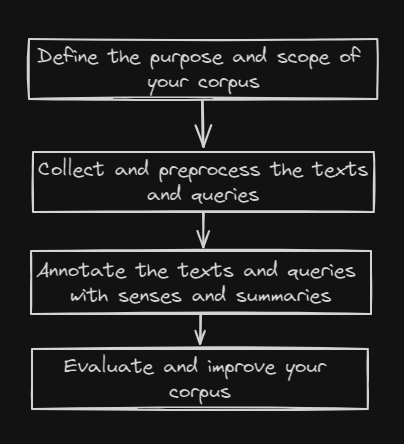 Define the purpose and scope of
your corpus
Collect and preprocess the texts
and queries
Annotate the texts and queries
with senses and summaries
Evaluate and improve your
corpus